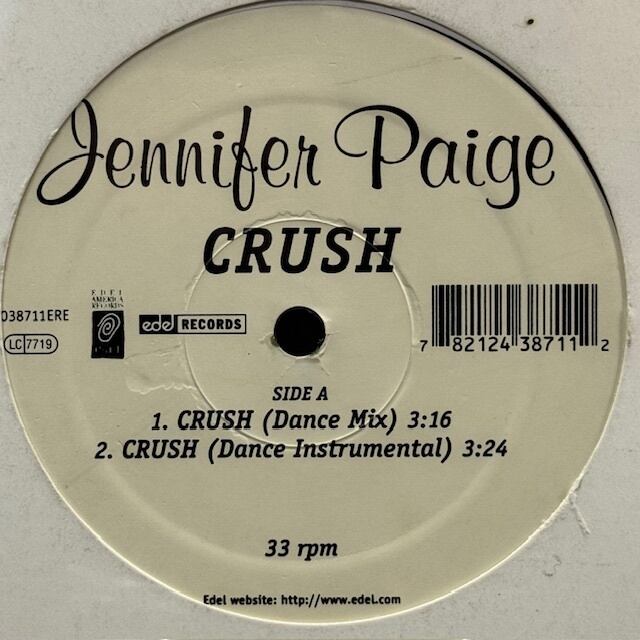 Jennifer Paige
CRUSH
EDEL
AMERICA
RECORDS
038711ERE
LC 7719
edel RECORDS
7 82124 38711 2
SIDE A
1. CRUSH (Dance Mix) 3:16
2. CRUSH (Dance Instrumental) 3:24
33 rpm
Edel website: http://www.edel.com